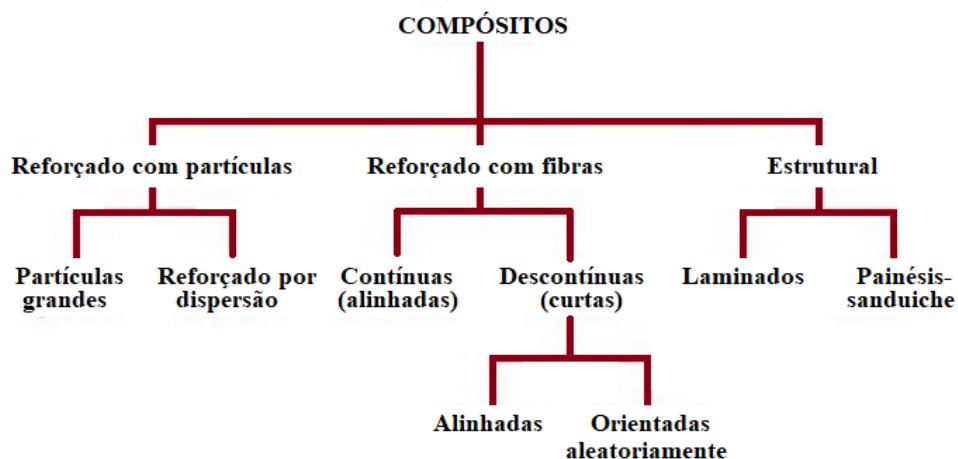 COMPÓSITOS
Reforçado com partículas
Reforçado com fibras
Estrutural
Partículas
grandes
Reforçado por
dispersão
Contínuas
(alinhadas)
Descontínuas
(curtas)
Laminados
Painésis-
sanduiche
Alinhadas
Orientadas
aleatoriamente